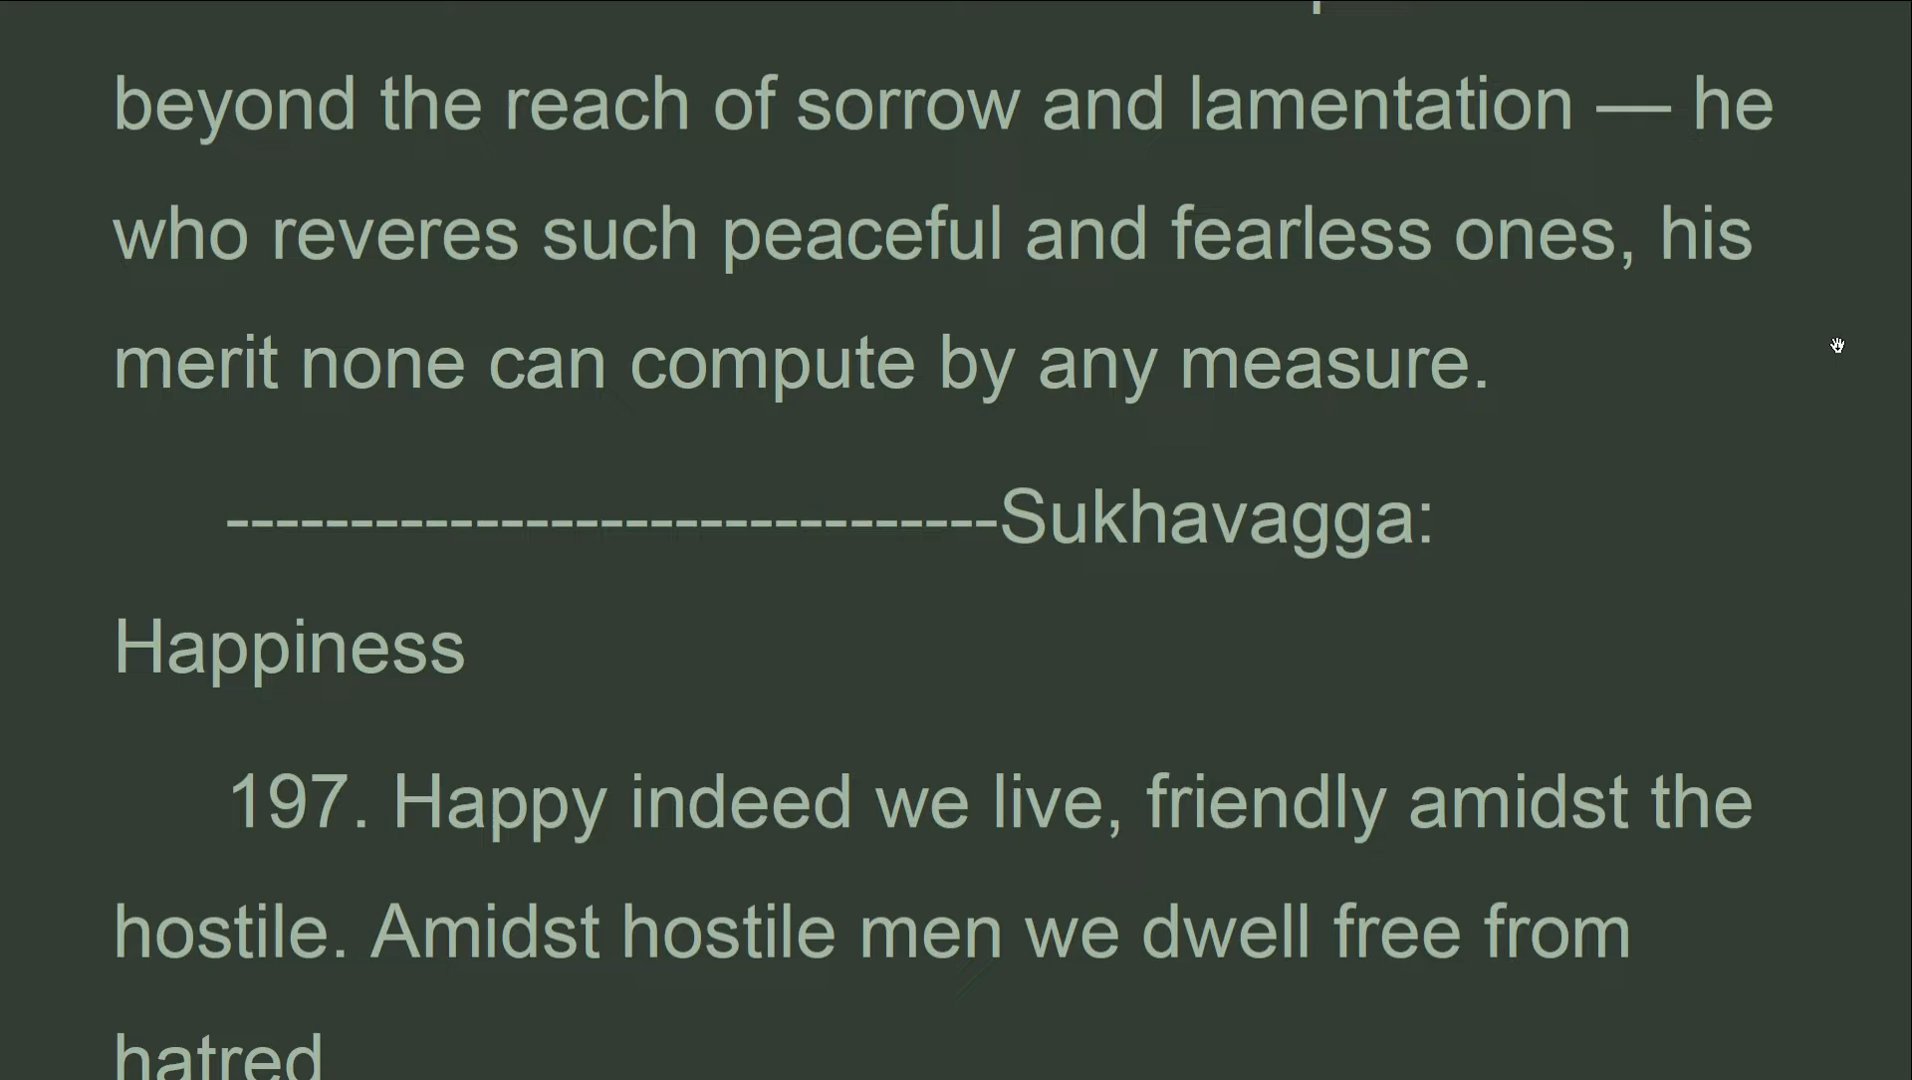 beyond the reach of sorrow and lamentation — he
who reveres such peaceful and fearless ones, his
merit none can compute by any measure.
-------------------------------Sukhavagga:
Happiness
197. Happy indeed we live, friendly amidst the
hostile. Amidst hostile men we dwell free from
hatred